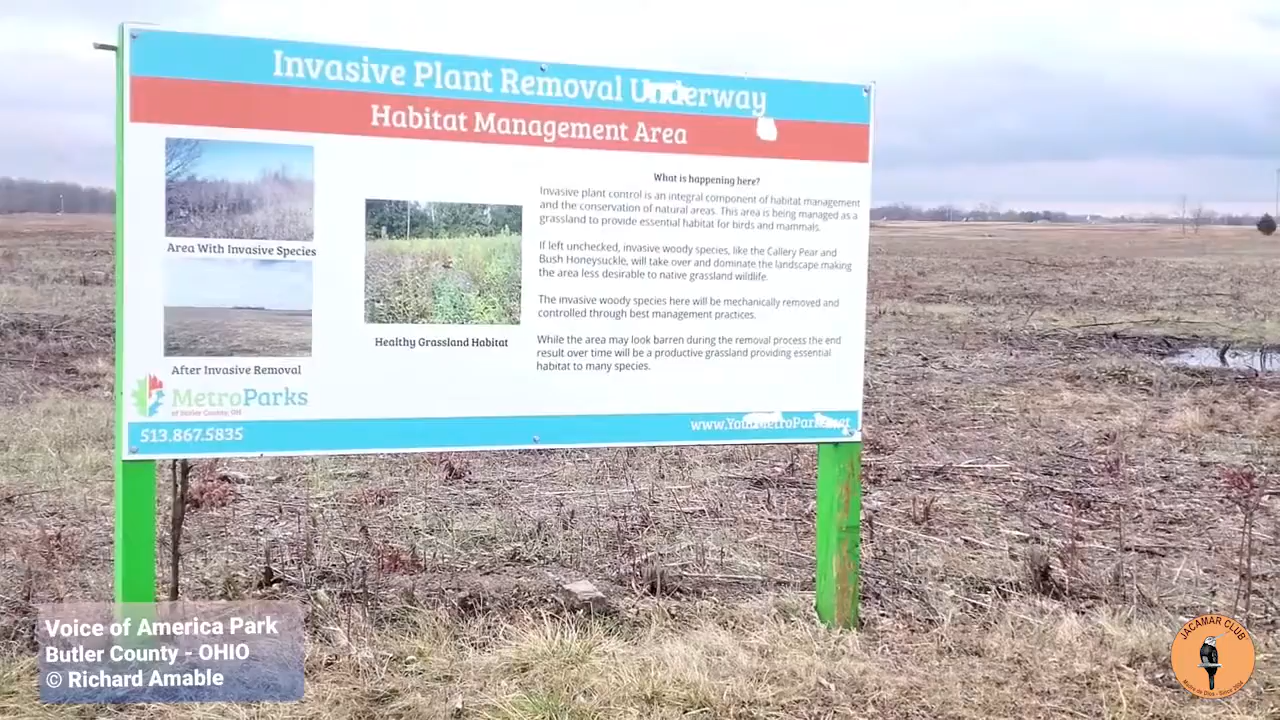 Invasive Plant Removal Underway
Habitat Management Area
What is happening here?
Invasive plant control is an integral component of habitat management
and the conservation of natural areas. This area is being managed as a
grassland to provide essential habitat for birds and mammals.
If left unchecked, invasive woody species, like the Callery Pear and
Bush Honeysuckle, will take over and dominate the landscape making
the area less desirable to native grassland wildlife.
The invasive woody species here will be mechanically removed and
controlled through best management practices.
While the area may look barren during the removal process the end
result over time will be a productive grassland providing essential
habitat to many species.
Area With Invasive Species
Healthy Grassland Habitat
After Invasive Removal
MetroParks
of Butler County, OH
513.867.5835
www.YourMetroParks.net
Voice of America Park
Butler County - OHIO
© Richard Amable
JACAMAR CLUB